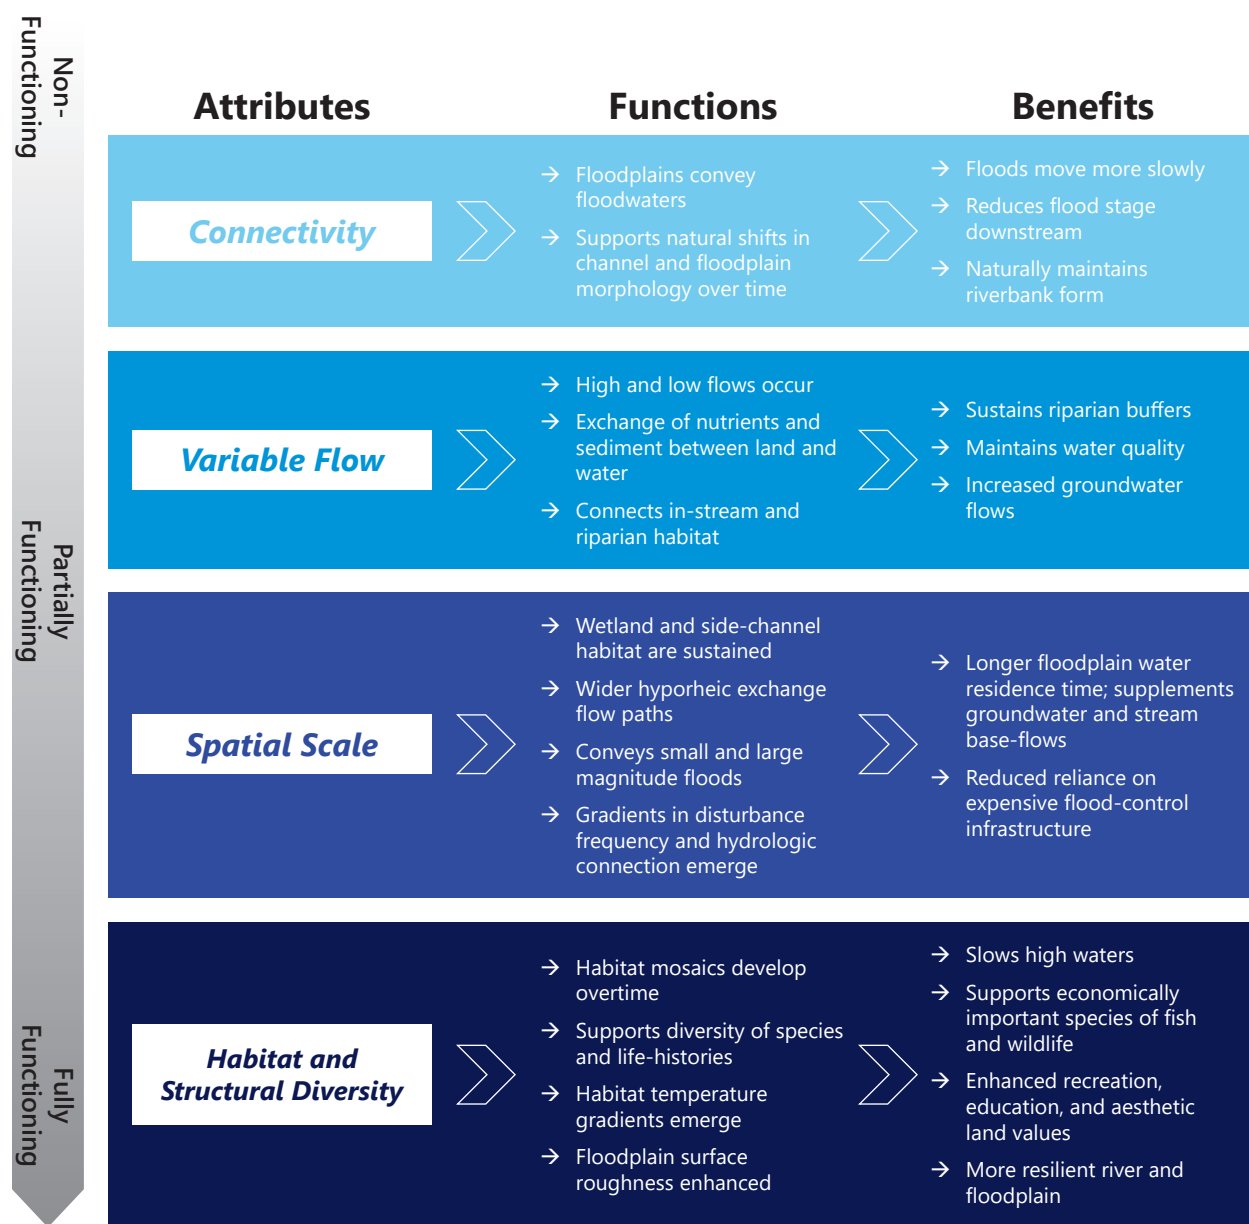 Non-
Functioning
Partially
Functioning
Fully
Functioning
Attributes
Functions
Benefits
Connectivity
→ Floodplains convey
floodwaters
→ Supports natural shifts in
channel and floodplain
morphology over time
→ Floods move more slowly
→ Reduces flood stage
downstream
→ Naturally maintains
riverbank form
Variable Flow
→ High and low flows occur
→ Exchange of nutrients and
sediment between land and
water
→ Connects in-stream and
riparian habitat
→ Sustains riparian buffers
→ Maintains water quality
→ Increased groundwater
flows
Spatial Scale
→ Wetland and side-channel
habitat are sustained
→ Wider hyporheic exchange
flow paths
→ Conveys small and large
magnitude floods
→ Gradients in disturbance
frequency and hydrologic
connection emerge
→ Longer floodplain water
residence time; supplements
groundwater and stream
base-flows
→ Reduced reliance on
expensive flood-control
infrastructure
Habitat and
Structural Diversity
→ Habitat mosaics develop
overtime
→ Supports diversity of species
and life-histories
→ Habitat temperature
gradients emerge
→ Floodplain surface
roughness enhanced
→ Slows high waters
→ Supports economically
important species of fish
and wildlife
→ Enhanced recreation,
education, and aesthetic
land values
→ More resilient river and
floodplain